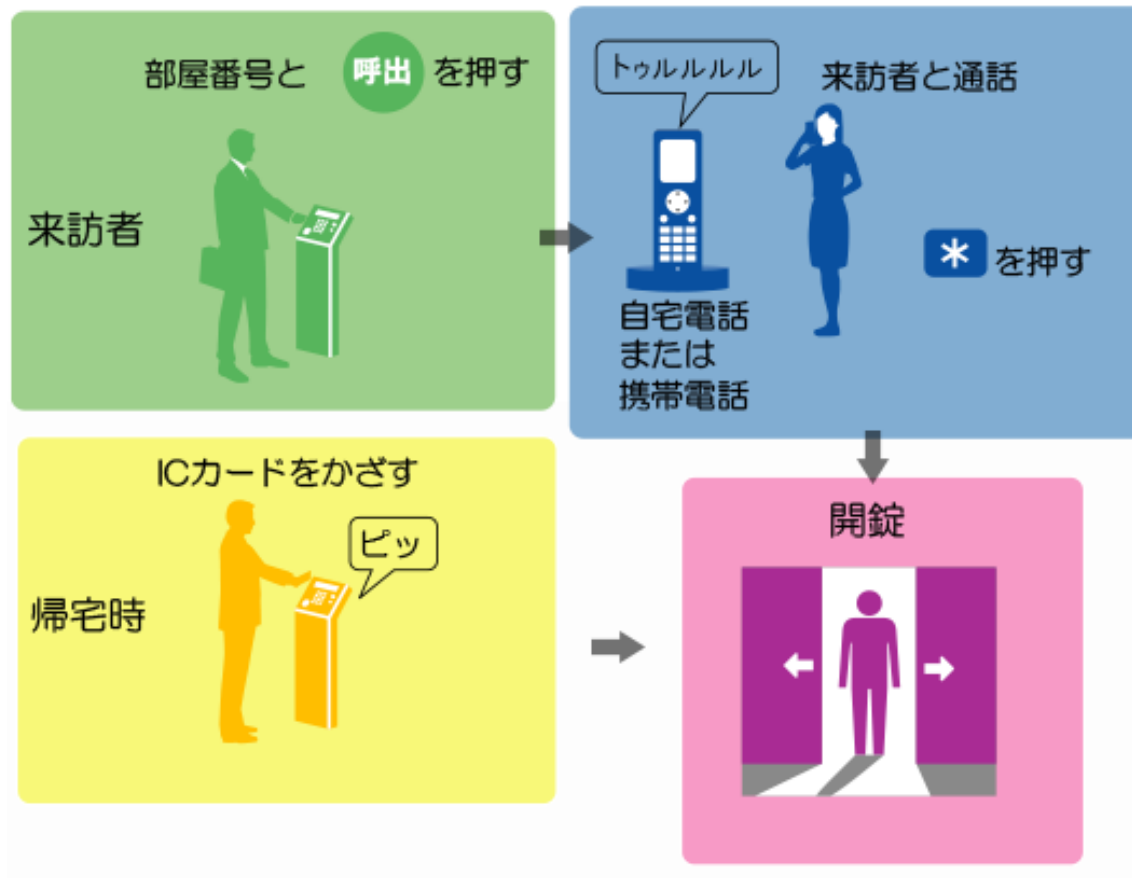 部屋番号と 呼出 を押す
来訪者
トゥルルルル
来訪者と通話
* を押す
自宅電話
または
携帯電話
ICカードをかざす
ピッ
帰宅時
開錠